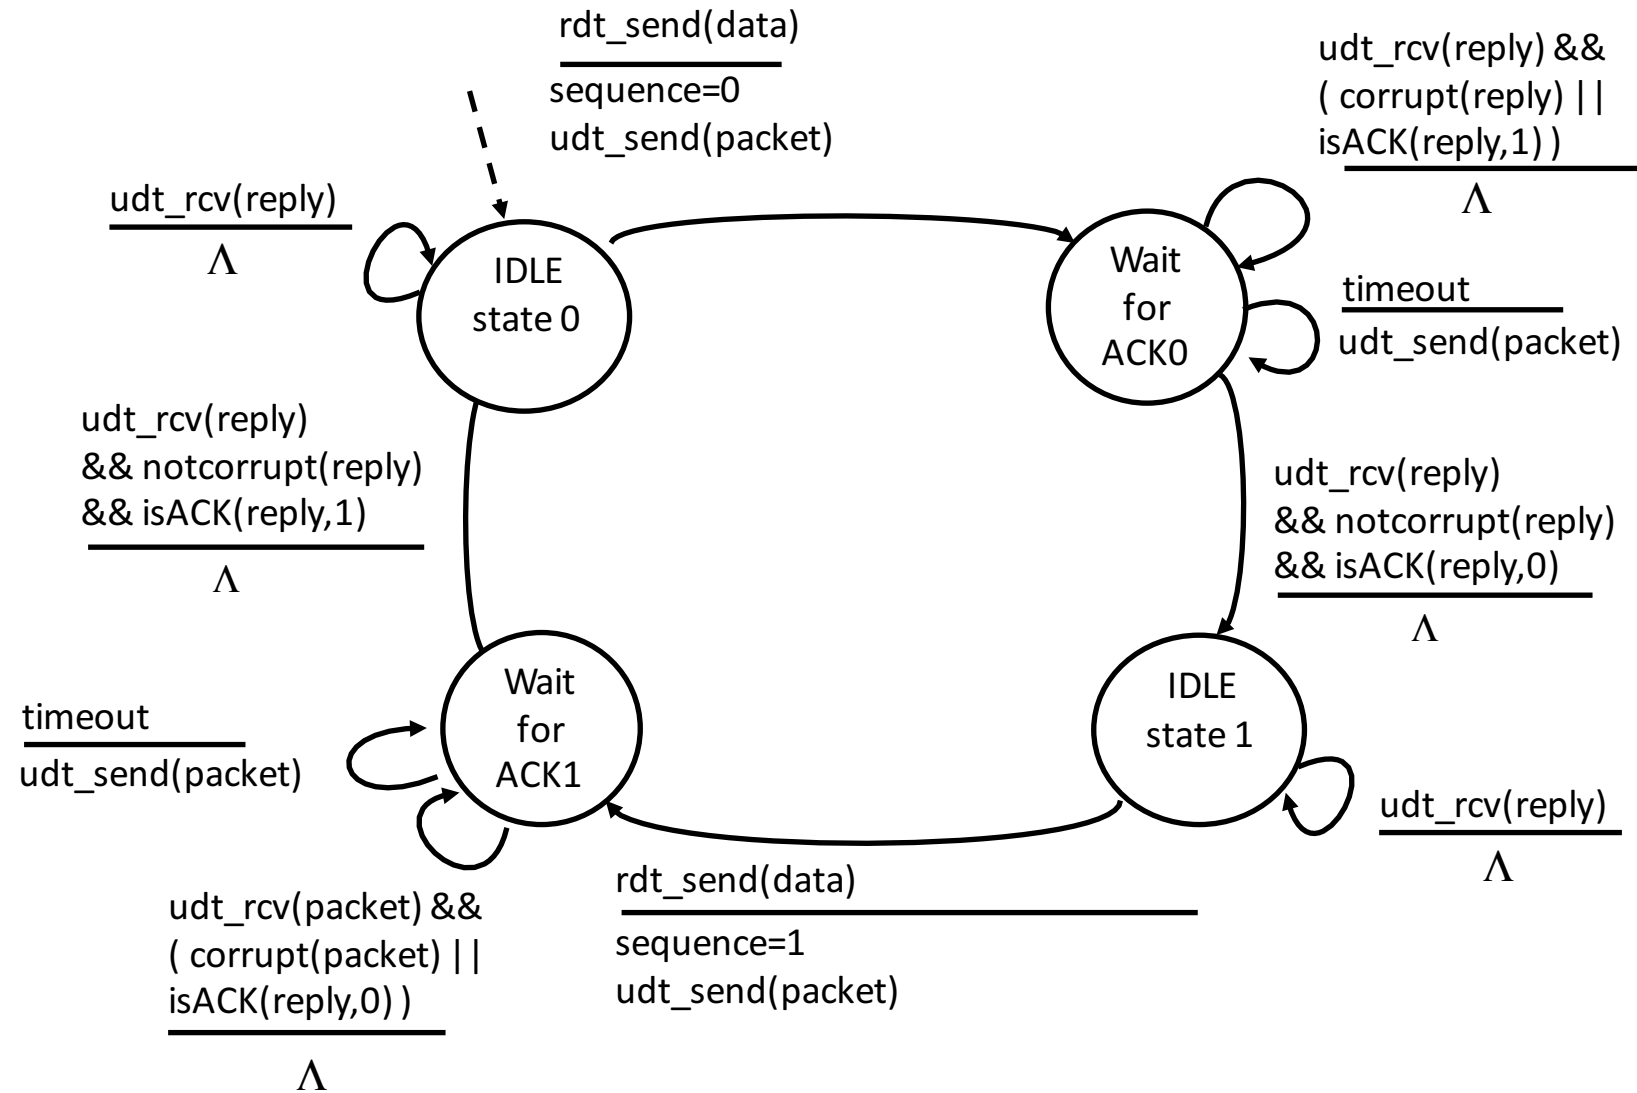 rdt_send(data)
sequence=0
udt_send(packet)
udt_rcv(reply) &&
( corrupt(reply) ||
isACK(reply,1) )
Λ
udt_rcv(reply)
Λ
IDLE
state 0
Wait
for
ACK0
timeout
udt_send(packet)
udt_rcv(reply)
&& notcorrupt(reply)
&& isACK(reply,1)
Λ
udt_rcv(reply)
&& notcorrupt(reply)
&& isACK(reply,0)
Λ
Wait
for
ACK1
IDLE
state 1
timeout
udt_send(packet)
udt_rcv(reply)
Λ
rdt_send(data)
sequence=1
udt_send(packet)
udt_rcv(packet) &&
( corrupt(packet) ||
isACK(reply,0) )
Λ